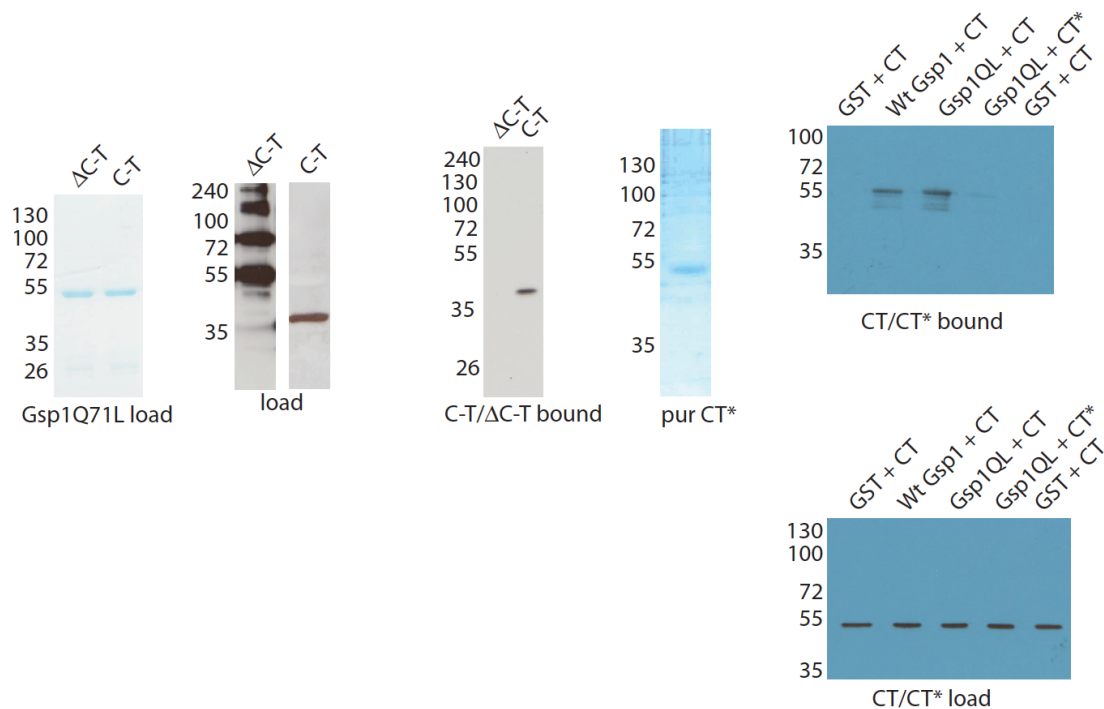 ΔC-T
C-T
130
100
72
55
35
26
Gsp1Q71L load
ΔC-T
C-T
240
100
72
55
35
load
ΔC-T
C-T
240
130
100
72
55
35
26
C-T/ΔC-T bound
130
100
72
55
35
pur CT*
GST + CT
Wt Gsp1 + CT
Gsp1QL + CT
Gsp1QL + CT*
GST + CT
100
72
55
35
CT/CT* bound
GST + CT
Wt Gsp1 + CT
Gsp1QL + CT
Gsp1QL + CT*
GST + CT
130
100
72
55
35
CT/CT* load